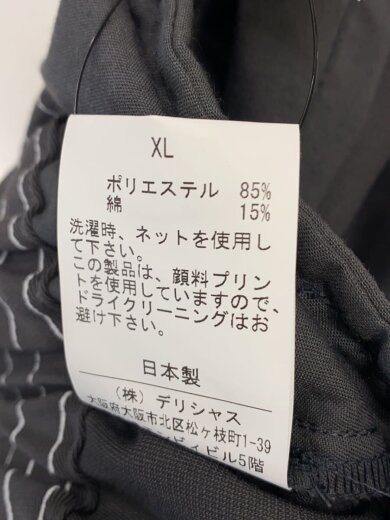 XL
ポリエステル 85%
綿 15%
洗濯時、ネットを使用し
て下さい。
この製品は、顔料プリン
トを使用していますので、
ドライクリーニングはお
避け下さい。
日本製
(株) デリシャス
大阪府大阪市北区松ヶ枝町1-39
ビイビル5階